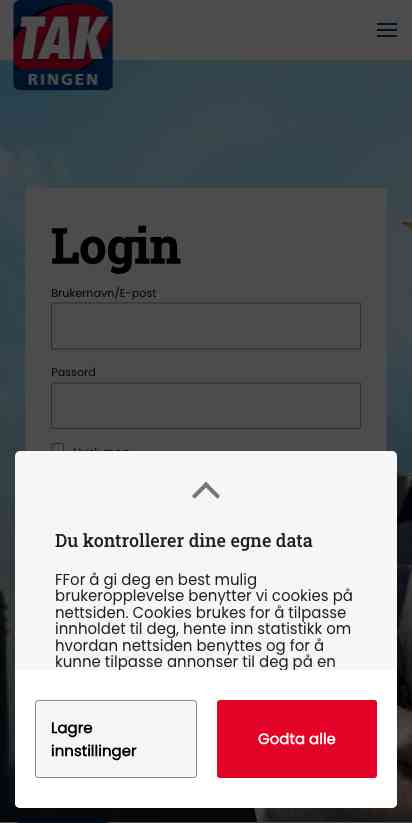 TAK
RINGEN
Login
Brukernavn/E-post
Passord
Du kontrollerer dine egne data
FFor å gi deg en best mulig
brukeropplevelse benytter vi cookies på
nettsiden. Cookies brukes for å tilpasse
innholdet til deg, hente inn statistikk om
hvordan nettsiden benyttes og for å
kunne tilpasse annonser til deg på en
Lagre
innstillinger
Godta alle